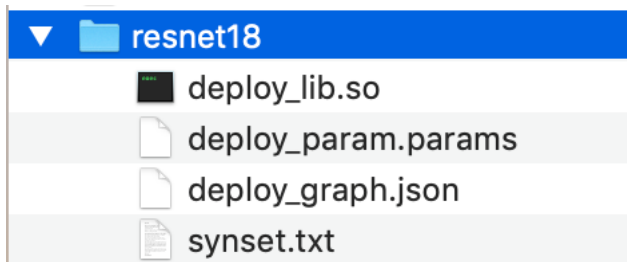 resnet18
deploy_lib.so
deploy_param.params
deploy_graph.json
synset.txt